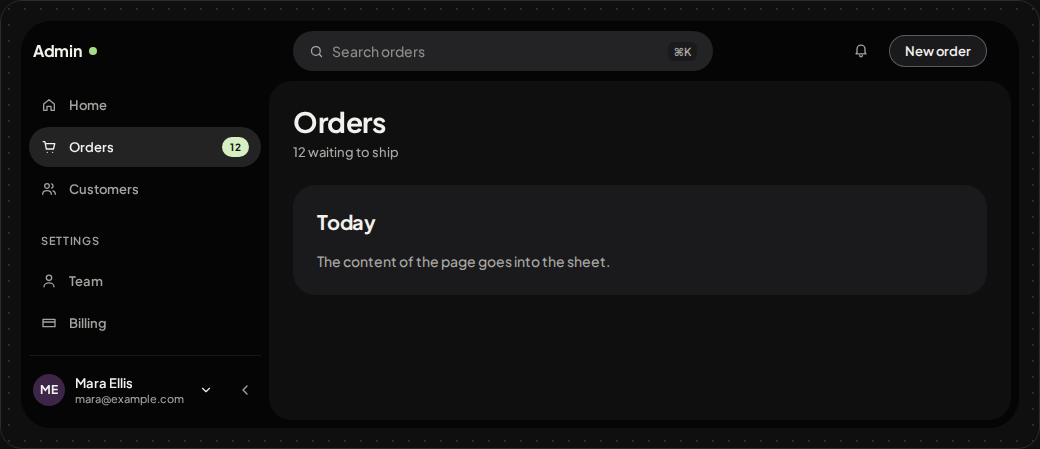 Admin
Search orders
⌘K
New order
Home
Orders
12
Customers
SETTINGS
Team
Billing
ME
Mara Ellis
mara@example.com
Orders
12 waiting to ship
Today
The content of the page goes into the sheet.